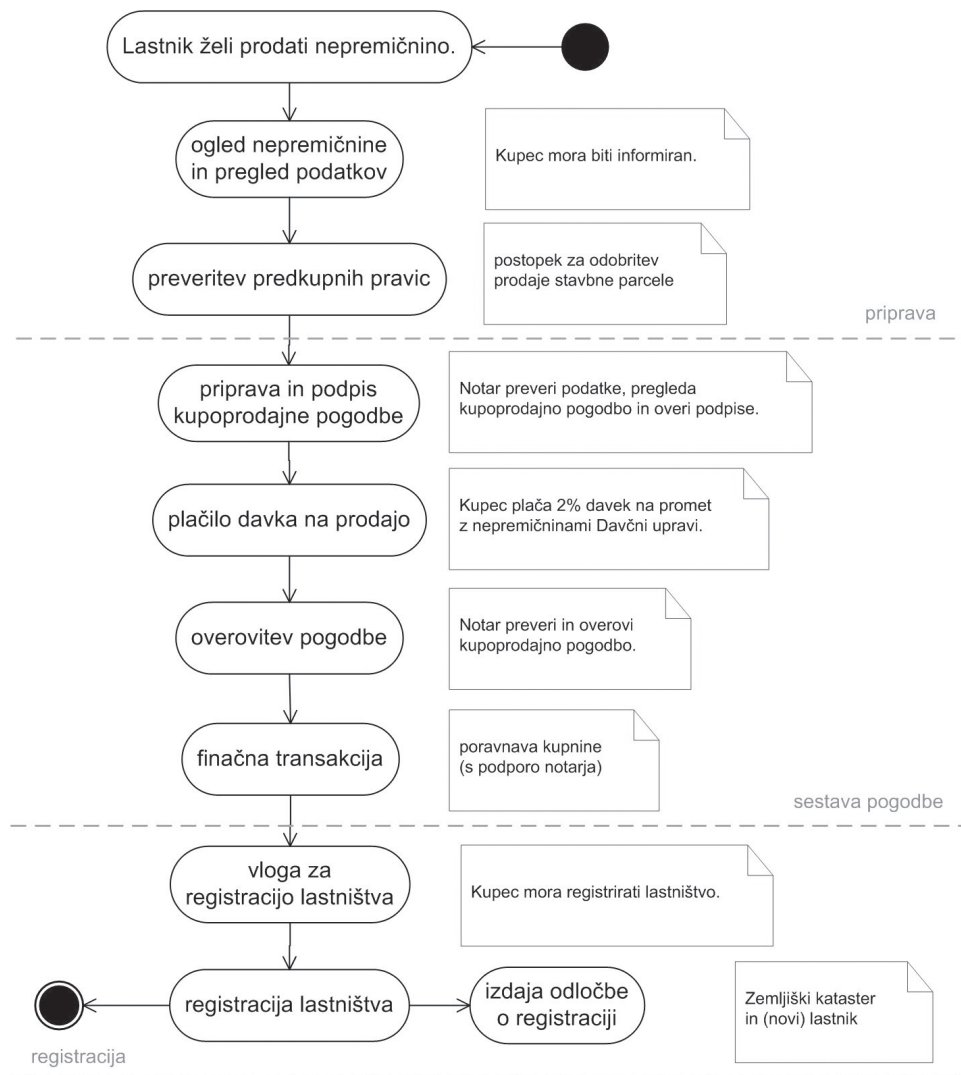 Lastnik želi prodati nepremičnino.
ogled nepremičnine
in pregled podatkov
Kupec mora biti informiran.
preveritev predkupnih pravic
postopek za odobritev
prodaje stavbne parcele
priprava
priprava in podpis
kupoprodajne pogodbe
Notar preveri podatke, pregleda
kupoprodajno pogodbo in overi podpise.
plačilo davka na prodajo
Kupec plača 2% davek na promet
z nepremičninami Davčni upravi.
overovitev pogodbe
Notar preveri in overovi
kupoprodajno pogodbo.
finačna transakcija
poravnava kupnine
(s podporo notarja)
sestava pogodbe
vloga za
registracijo lastništva
Kupec mora registrirati lastništvo.
registracija lastništva
izdaja odločbe
o registraciji
Zemljiški kataster
in (novi) lastnik
registracija